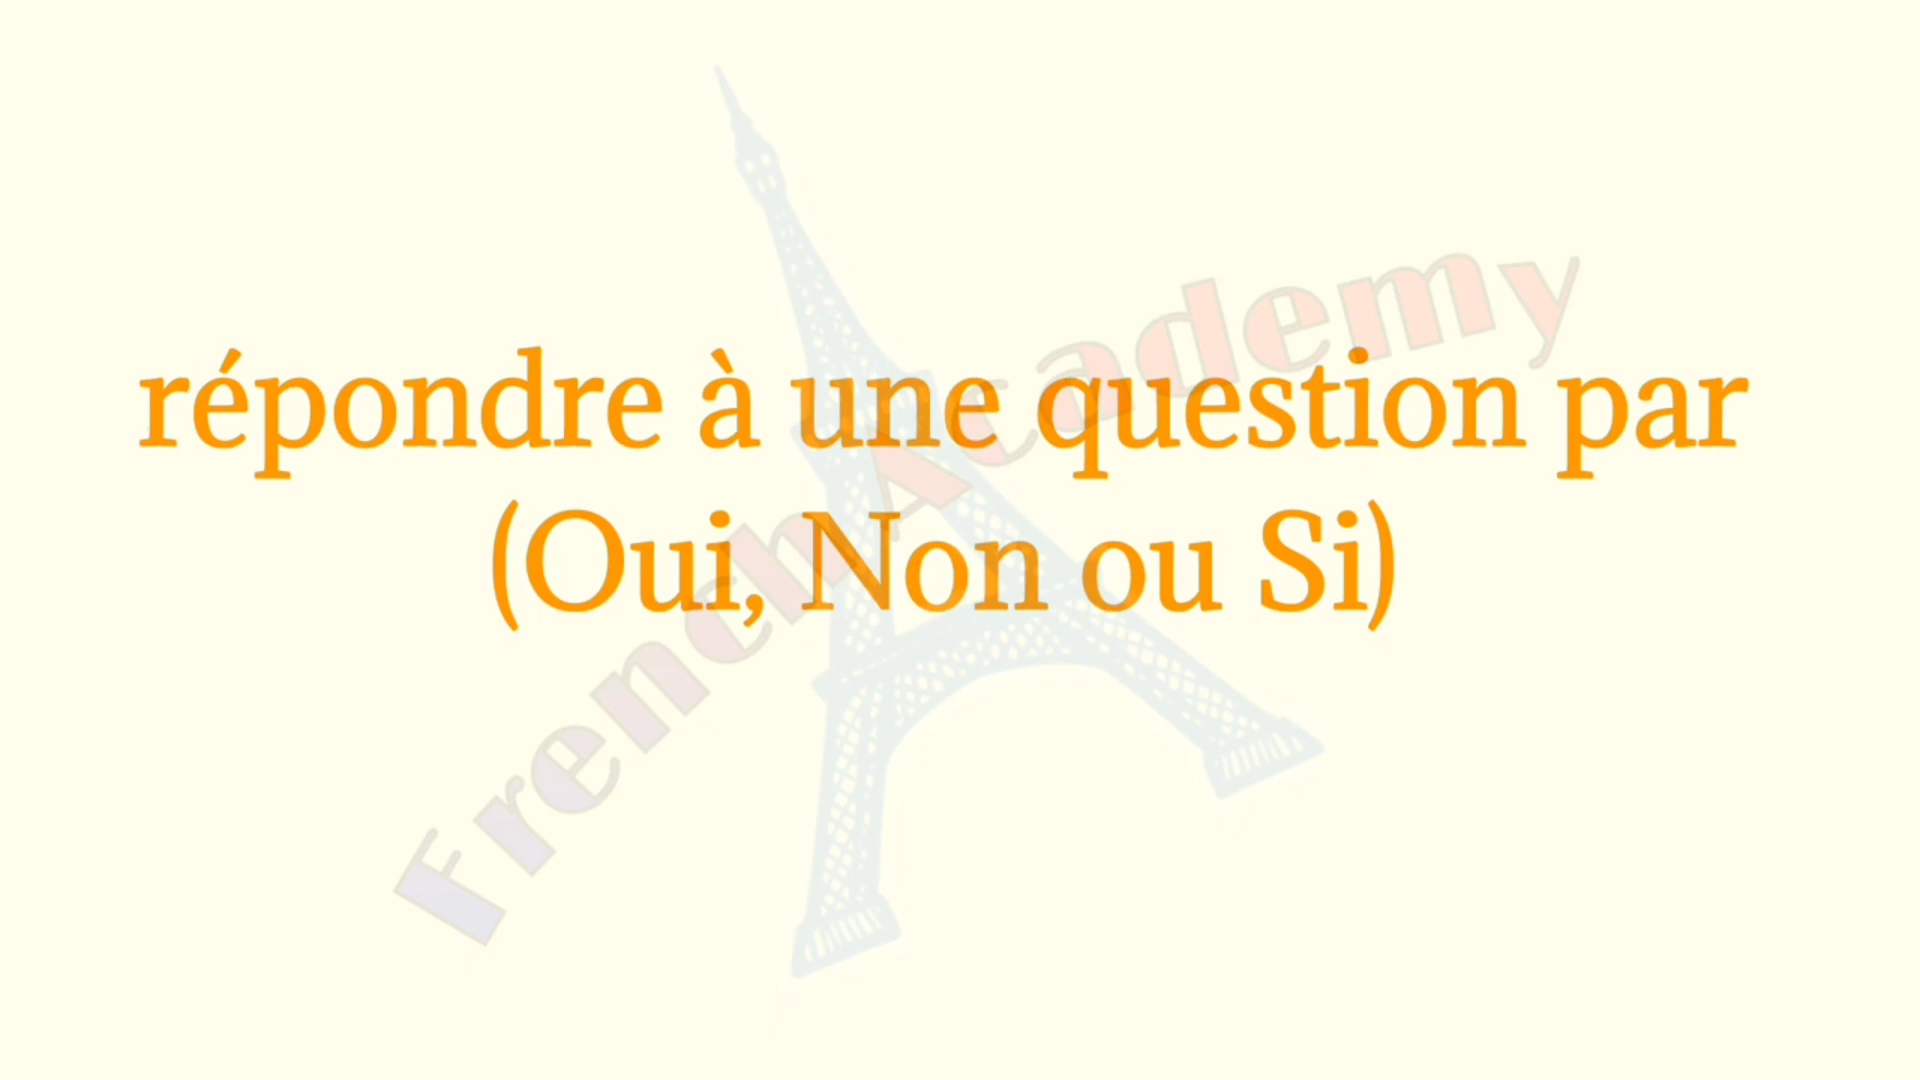 répondre à une question par
(Oui, Non ou Si)
French Academy